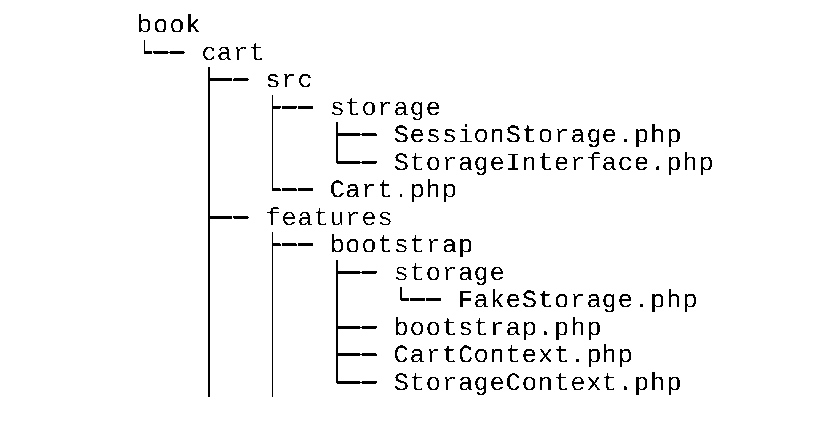 book
└── cart
    ├── src
    │   ├── storage
    │   │   ├── SessionStorage.php
    │   │   └── StorageInterface.php
    │   └── Cart.php
    ├── features
    │   ├── bootstrap
    │   │   ├── storage
    │   │   │   └── FakeStorage.php
    │   │   ├── bootstrap.php
    │   │   ├── CartContext.php
    │   │   └── StorageContext.php